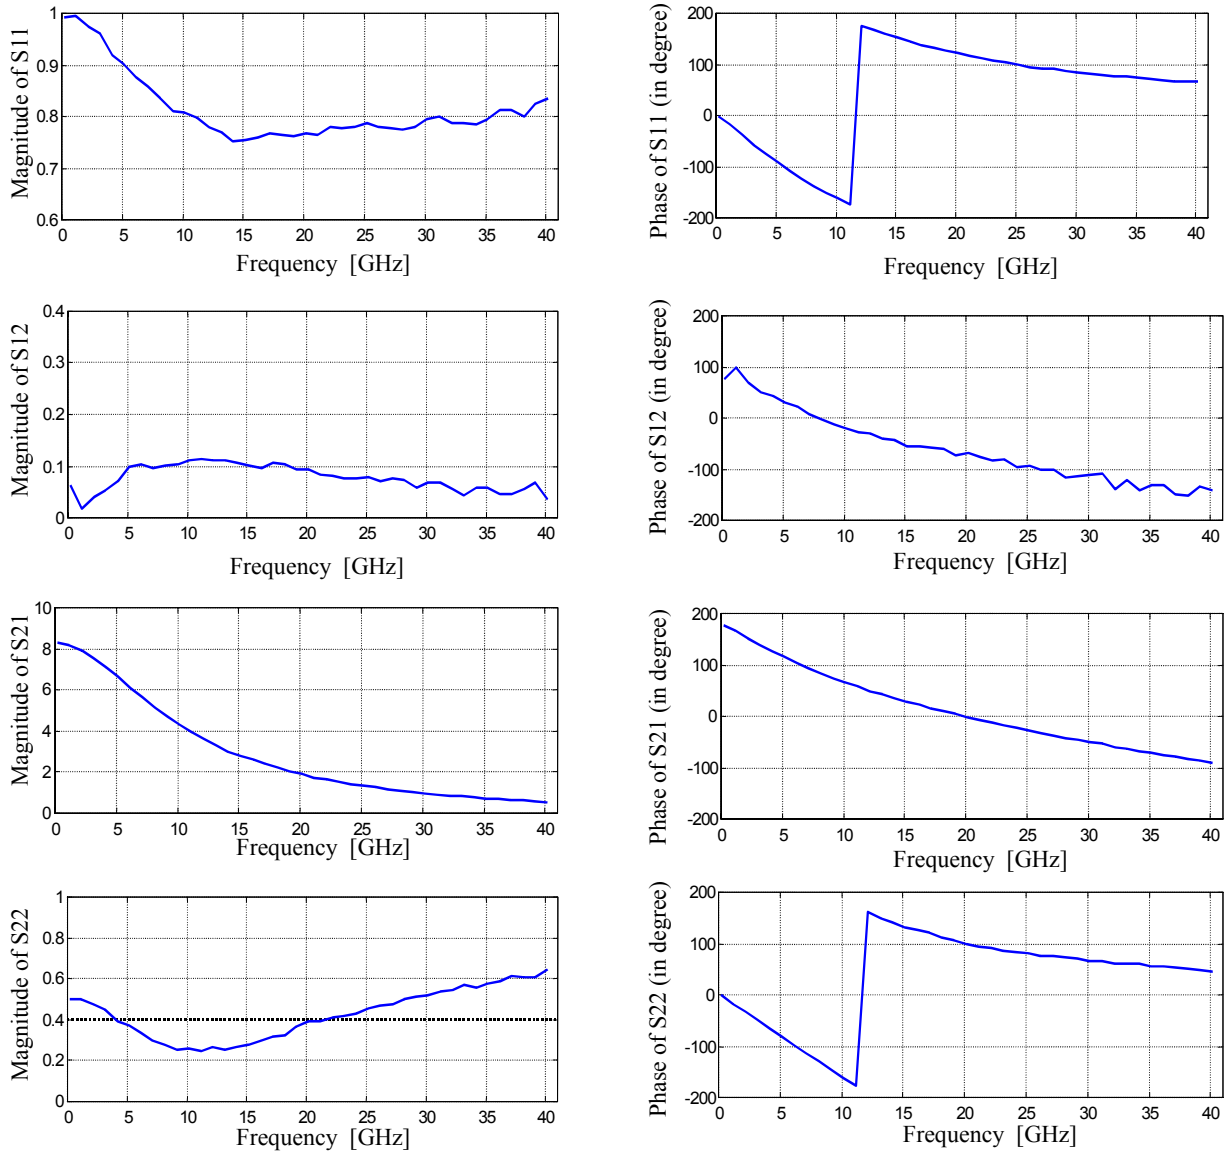 Magnitude of S11
1
0.9
0.8
0.7
0.6
0 5 10 15 20 25 30 35 40
Frequency [GHz]
Phase of S11 (in degree)
200
100
0
-100
-200
0 5 10 15 20 25 30 35 40
Frequency [GHz]
Magnitude of S12
0.4
0.3
0.2
0.1
0
0 5 10 15 20 25 30 35 40
Frequency [GHz]
Phase of S12 (in degree)
200
100
0
-100
-200
0 5 10 15 20 25 30 35 40
Frequency [GHz]
Magnitude of S21
10
8
6
4
2
0
0 5 10 15 20 25 30 35 40
Frequency [GHz]
Phase of S21 (in degree)
200
100
0
-100
-200
0 5 10 15 20 25 30 35 40
Frequency [GHz]
Magnitude of S22
1
0.8
0.6
0.4
0.2
0
0 5 10 15 20 25 30 35 40
Frequency [GHz]
Phase of S22 (in degree)
200
100
0
-100
-200
0 5 10 15 20 25 30 35 40
Frequency [GHz]